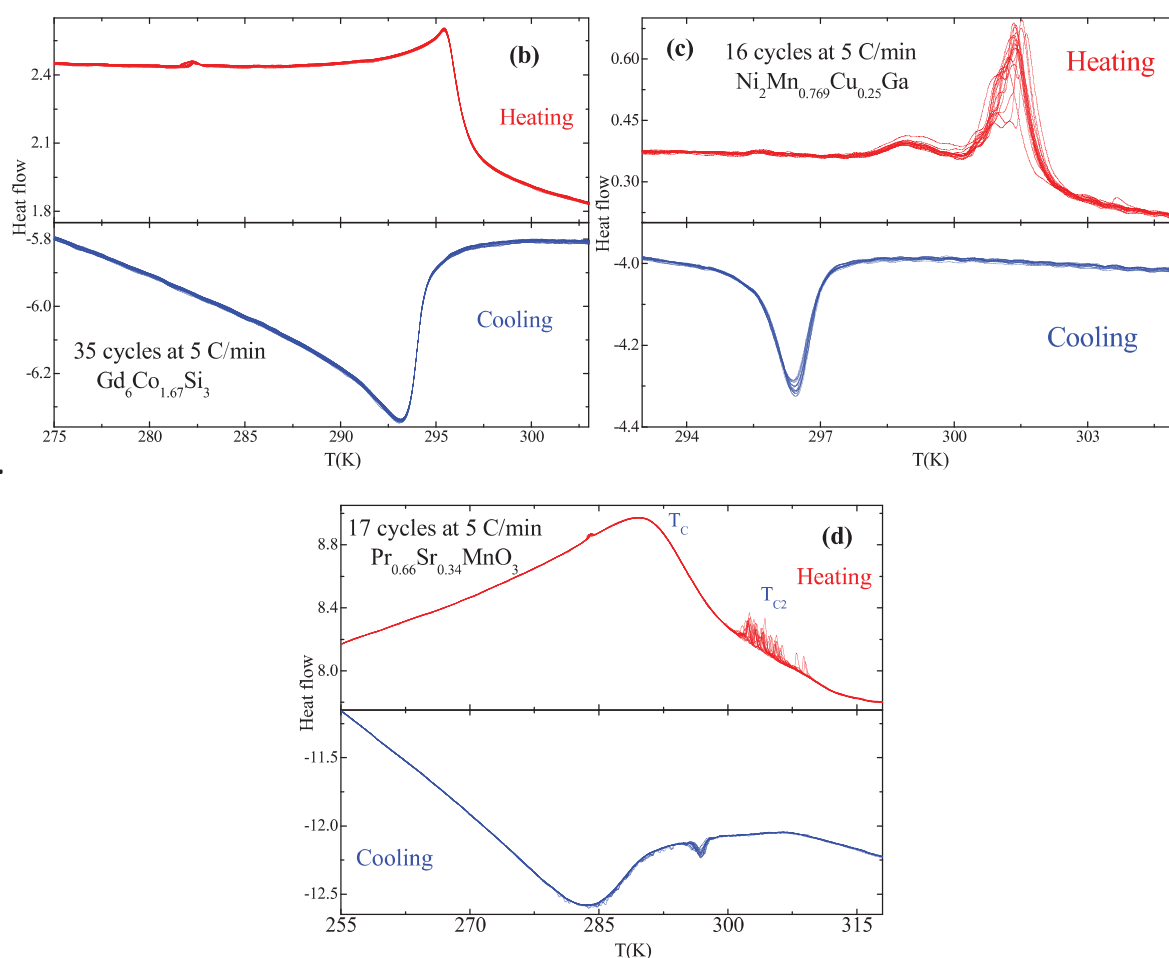 (b)
2.4
2.1
1.8
Heating
Heat flow
-5.8
-6.0
-6.2
Cooling
35 cycles at 5 C/min
Gd6Co1.67Si3
275 280 285 290 295 300
T(K)
(c)
16 cycles at 5 C/min
Ni2Mn0.769Cu0.25Ga
Heating
0.60
0.45
0.30
Heat flow
-4.0
-4.2
-4.4
Cooling
294 297 300 303
T(K)
17 cycles at 5 C/min
Pr0.66Sr0.34MnO3
TC
(d)
Heating
TC2
8.8
8.4
8.0
Heat flow
-11.5
-12.0
-12.5
Cooling
255 270 285 300 315
T(K)